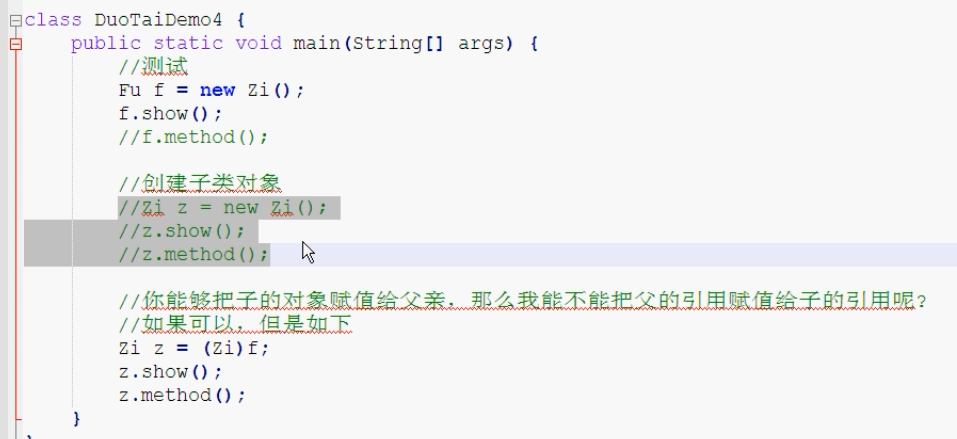 class DuoTaiDemo4 {
public static void main(String[] args) {
//测试
Fu f = new Zi();
f.show();
//f.method();
//创建子类对象
//Zi z = new Zi();
//z.show();
//z.method();
//你能够把子的对象赋值给父亲，那么我能不能把父的引用赋值给子的引用呢?
//如果可以，但是如下
Zi z = (Zi)f;
z.show();
z.method();
}